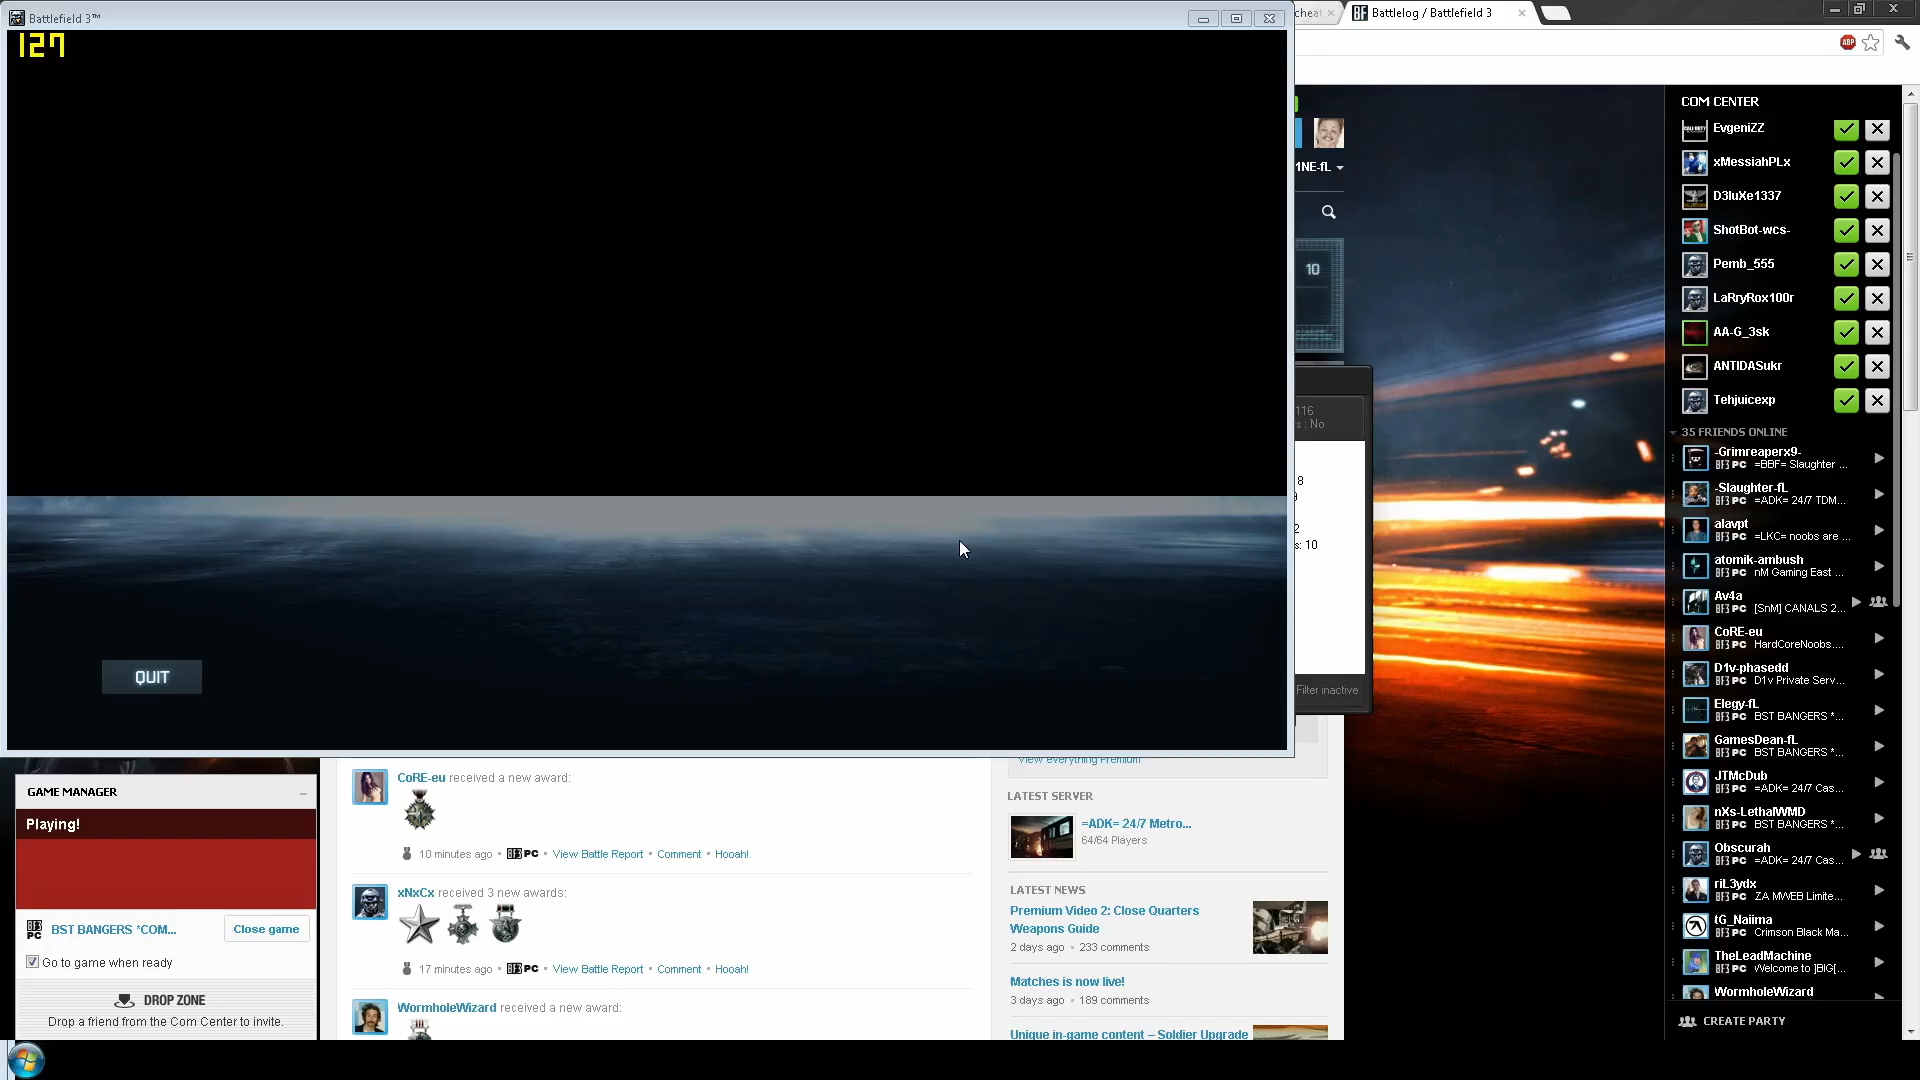 Battlefield 3™
127
QUIT
cheat
Battlelog / Battlefield 3
ABP
1NE-fL
10
116
s : No
8
9
2
s: 10
Filter inactive
COM CENTER
EvgeniZZ
xMessiahPLx
D3luXe1337
ShotBot-wcs-
Pemb_555
LaRryRox100r
AA-G_3sk
ANTIDASukr
Tehjuicexp
35 FRIENDS ONLINE
-Grimreaperx9-
BF3 PC =BBF= Slaughter ...
-Slaughter-fL
BF3 PC =ADK= 24/7 TDM...
alavpt
BF3 PC =LKC= noobs are ...
atomik-ambush
BF3 PC nM Gaming East ...
Av4a
BF3 PC [SnM] CANALS 2...
CoRE-eu
BF3 PC HardCoreNoobs....
D1v-phasedd
BF3 PC D1v Private Serv...
Elegy-fL
BF3 PC BST BANGERS *...
GamesDean-fL
BF3 PC BST BANGERS *...
JTMcDub
BF3 PC =ADK= 24/7 Cas...
nXs-LethalWMD
BF3 PC BST BANGERS *...
Obscurah
BF3 PC =ADK= 24/7 Cas...
riL3ydx
BF3 PC ZA MWEB Limite...
tG_Naiima
BF3 PC Crimson Black Ma...
TheLeadMachine
BF3 PC Welcome to ]BIG[...
WormholeWizard
CREATE PARTY
GAME MANAGER
Playing!
BF3 PC BST BANGERS *COM...
Close game
Go to game when ready
DROP ZONE
Drop a friend from the Com Center to invite.
CoRE-eu received a new award:
10 minutes ago • BF3 PC • View Battle Report • Comment • Hooah!
xNxCx received 3 new awards:
17 minutes ago • BF3 PC • View Battle Report • Comment • Hooah!
WormholeWizard received a new award:
View everything Premium
LATEST SERVER
=ADK= 24/7 Metro...
64/64 Players
LATEST NEWS
Premium Video 2: Close Quarters
Weapons Guide
2 days ago • 233 comments
Matches is now live!
3 days ago • 189 comments
Unique in-game content – Soldier Upgrade